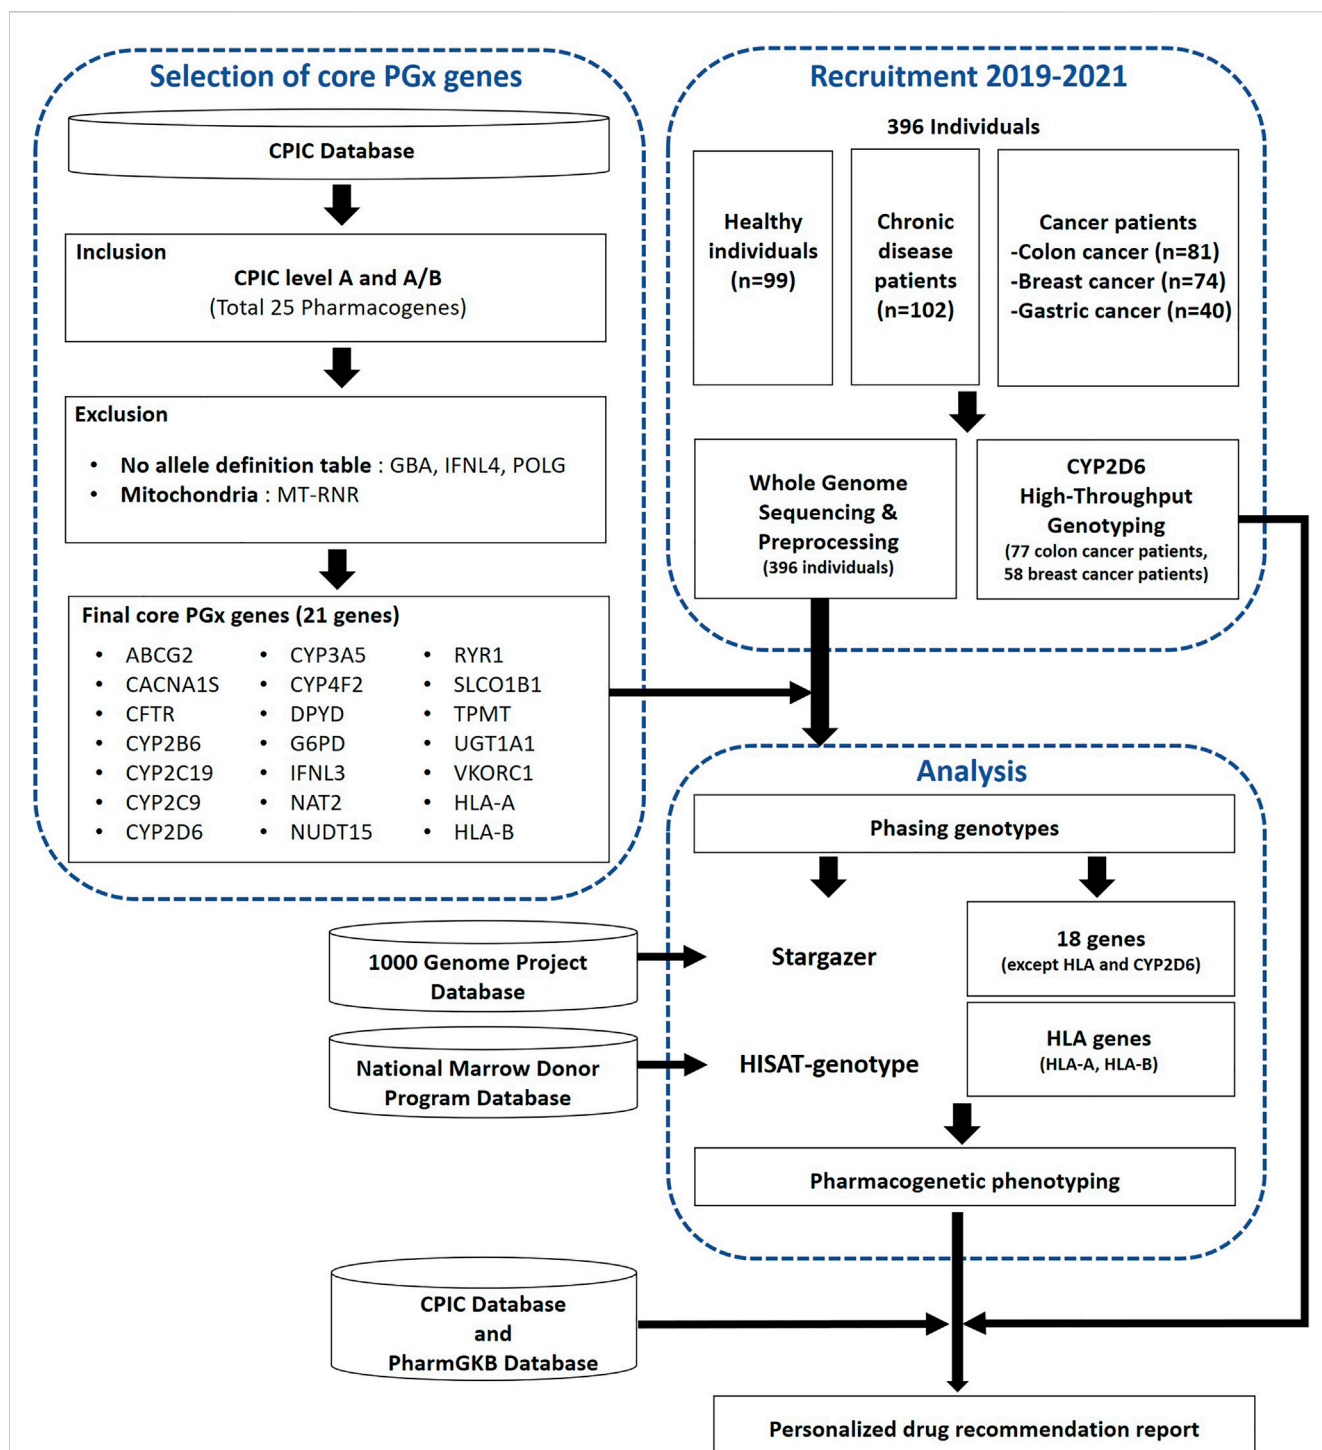 Selection of core PGx genes
CPIC Database
Inclusion
CPIC level A and A/B
(Total 25 Pharmacogenes)
Exclusion
• No allele definition table : GBA, IFNL4, POLG
• Mitochondria : MT-RNR
Final core PGx genes (21 genes)
• ABCG2
• CACNA1S
• CFTR
• CYP2B6
• CYP2C19
• CYP2C9
• CYP2D6
• CYP3A5
• CYP4F2
• DPYD
• G6PD
• IFNL3
• NAT2
• NUDT15
• RYR1
• SLCO1B1
• TPMT
• UGT1A1
• VKORC1
• HLA-A
• HLA-B
Recruitment 2019-2021
396 Individuals
Healthy
individuals
(n=99)
Chronic
disease
patients
(n=102)
Cancer patients
-Colon cancer (n=81)
-Breast cancer (n=74)
-Gastric cancer (n=40)
Whole Genome
Sequencing &
Preprocessing
(396 individuals)
CYP2D6
High-Throughput
Genotyping
(77 colon cancer patients,
58 breast cancer patients)
Analysis
Phasing genotypes
1000 Genome Project
Database
Stargazer
18 genes
(except HLA and CYP2D6)
National Marrow Donor
Program Database
HISAT-genotype
HLA genes
(HLA-A, HLA-B)
Pharmacogenetic phenotyping
CPIC Database
and
PharmGKB Database
Personalized drug recommendation report